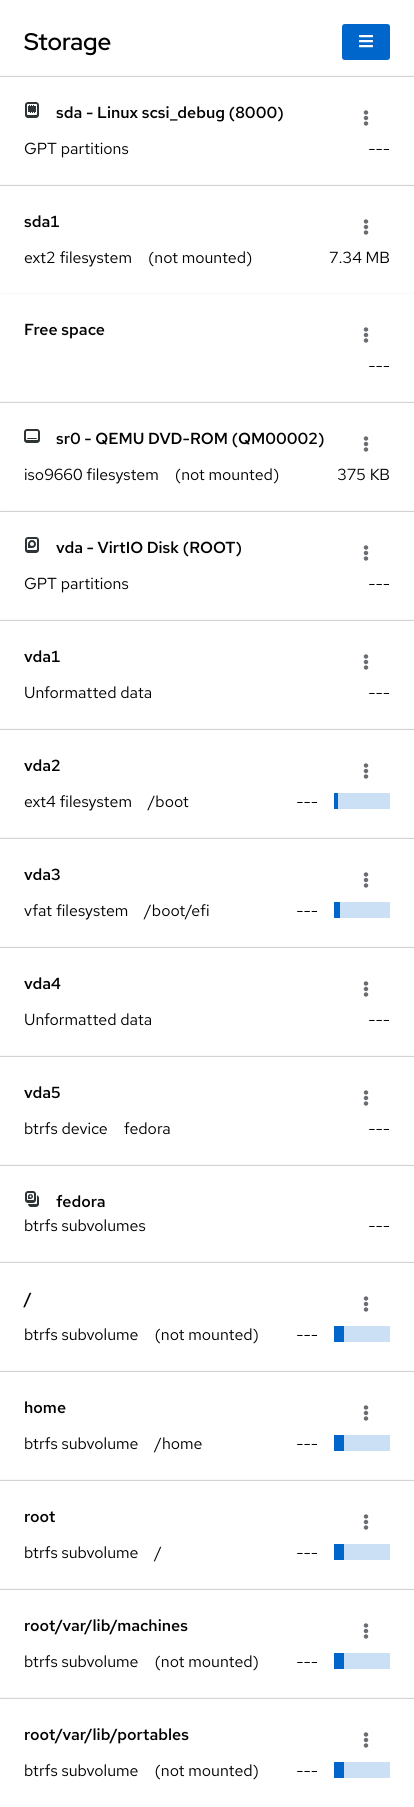 Storage
sda - Linux scsi_debug (8000)
GPT partitions ---
sda1
ext2 filesystem (not mounted) 7.34 MB
Free space
---
sr0 - QEMU DVD-ROM (QM00002)
iso9660 filesystem (not mounted) 375 KB
vda - VirtIO Disk (ROOT)
GPT partitions ---
vda1
Unformatted data ---
vda2
ext4 filesystem /boot ---
vda3
vfat filesystem /boot/efi ---
vda4
Unformatted data ---
vda5
btrfs device fedora ---
fedora
btrfs subvolumes ---
/
btrfs subvolume (not mounted) ---
home
btrfs subvolume /home ---
root
btrfs subvolume / ---
root/var/lib/machines
btrfs subvolume (not mounted) ---
root/var/lib/portables
btrfs subvolume (not mounted) ---